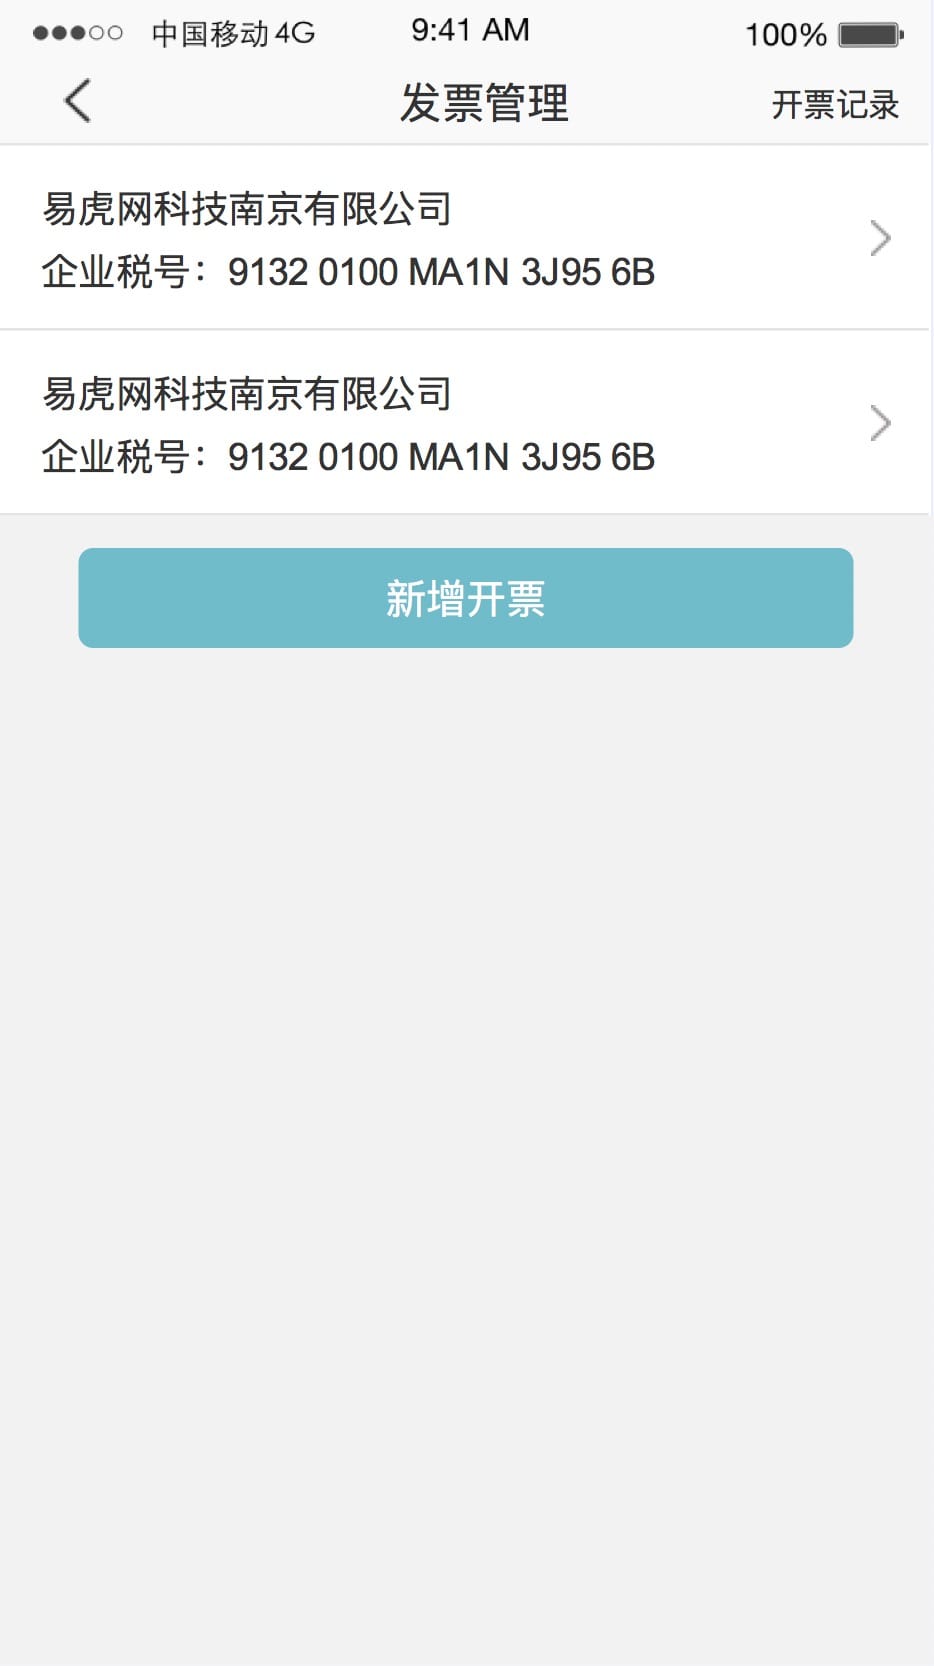 中国移动 4G 9:41 AM 100%
发票管理 开票记录
易虎网科技南京有限公司
企业税号：9132 0100 MA1N 3J95 6B
易虎网科技南京有限公司
企业税号：9132 0100 MA1N 3J95 6B
新增开票